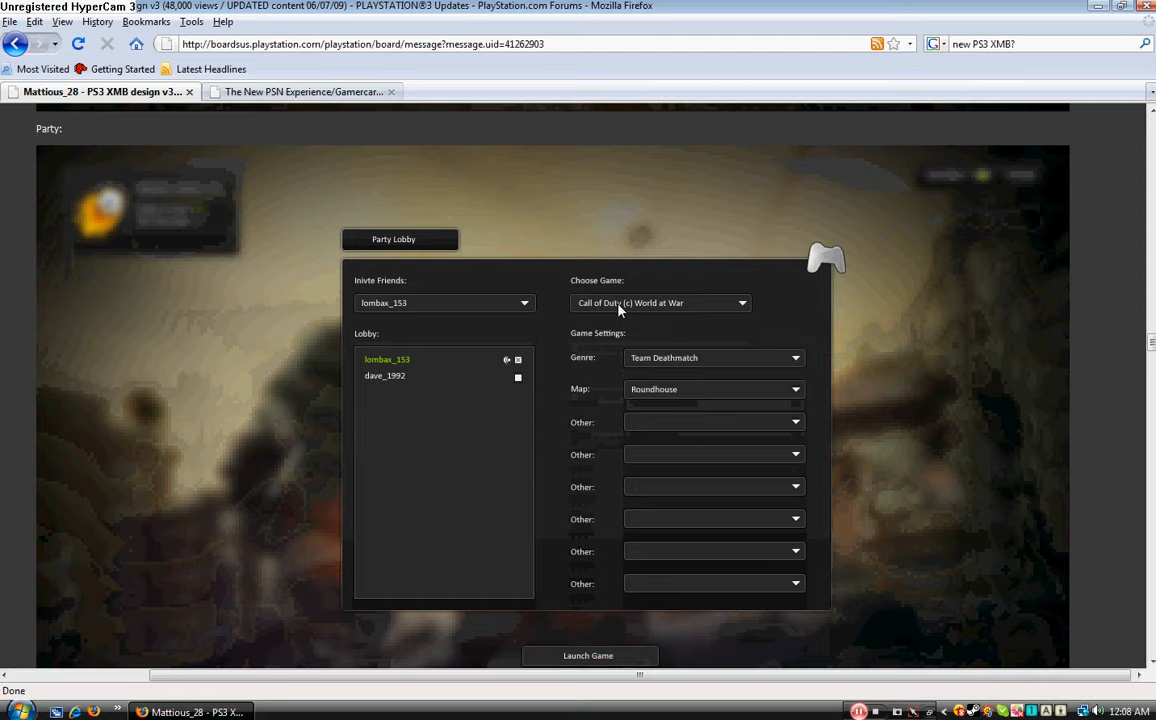 Unregistered HyperCam 3
gn v3 (48,000 views / UPDATED content 06/07/09) - PLAYSTATION®3 Updates - PlayStation.com Forums - Mozilla Firefox
File Edit View History Bookmarks Tools Help
http://boardsus.playstation.com/playstation/board/message?message.uid=41262903
new PS3 XMB?
Most Visited Getting Started Latest Headlines
Mattious_28 - PS3 XMB design v3...
The New PSN Experience/Gamercar...
Party:
Party Lobby
Inivte Friends:
Choose Game:
lombax_153
Call of Duty (c) World at War
Lobby:
Game Settings:
lombax_153
Genre: Team Deathmatch
dave_1992
Map: Roundhouse
Other:
Other:
Other:
Other:
Other:
Other:
Launch Game
Done
Mattious_28 - PS3 X...
12:08 AM